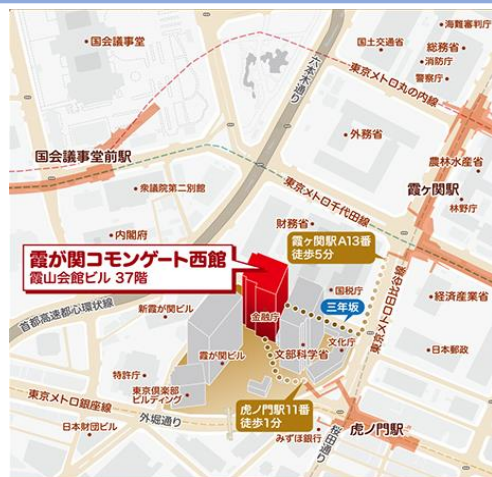 海難審判庁
国会議事堂
国土交通省
総務省
消防庁
警察庁
六本木通り
東京メトロ丸の内線
外務省
国会議事堂前駅
農林水産省
霞ヶ関駅
衆議院第二別館
東京メトロ千代田線
林野庁
財務省
内閣府
霞ヶ関駅A13番
徒歩5分
霞が関コモンゲート西館
霞山会館ビル 37階
国税庁
経済産業省
首都高速都心環状線
新霞が関ビル
金融庁
三年坂
東京メトロ日比谷線
文化庁
日本郵政
霞が関ビル
文部科学省
特許庁
東京倶楽部
ビルディング
虎ノ門駅11番
徒歩1分
東京メトロ銀座線
外堀通り
日本財団ビル
みずほ銀行
桜田通り
虎ノ門駅